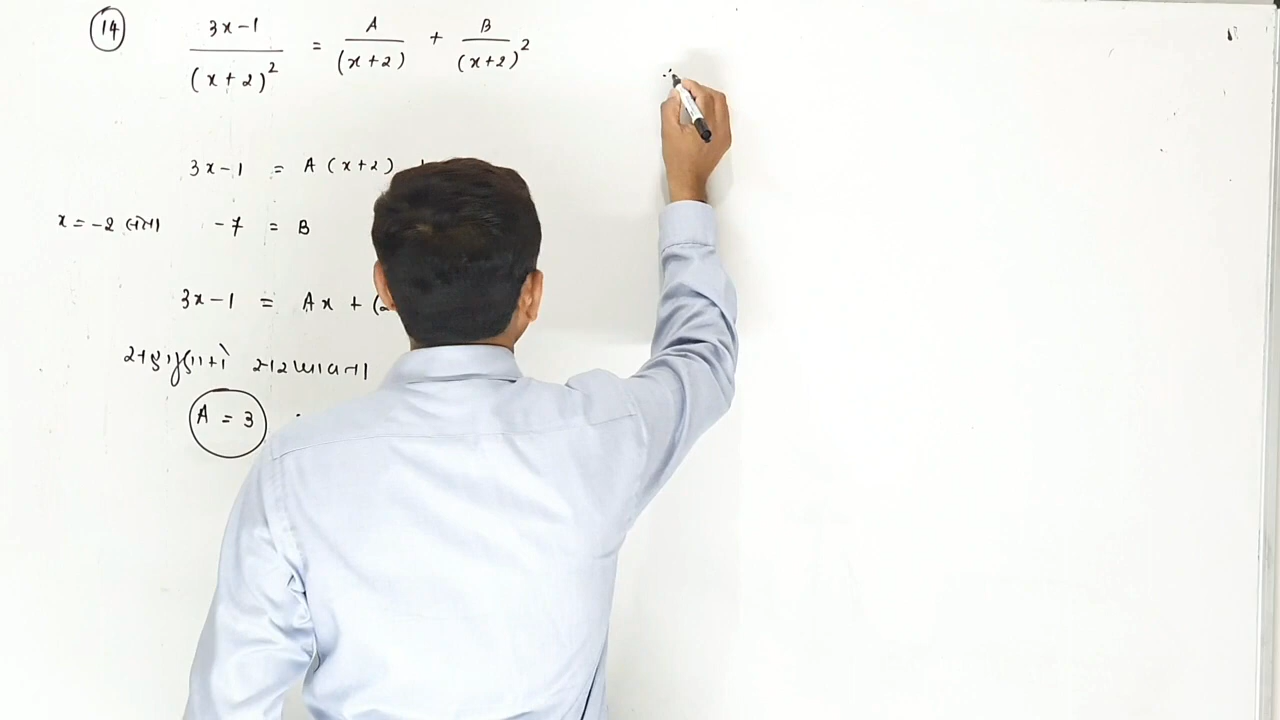 14 3x-1/(x+2)² = A/(x+2) + B/(x+2)²
3x-1 = A(x+2)
x = -2 લેતા -7 = B
3x-1 = Ax + (2
સહગુણકો સરખાવતા
A = 3
∴